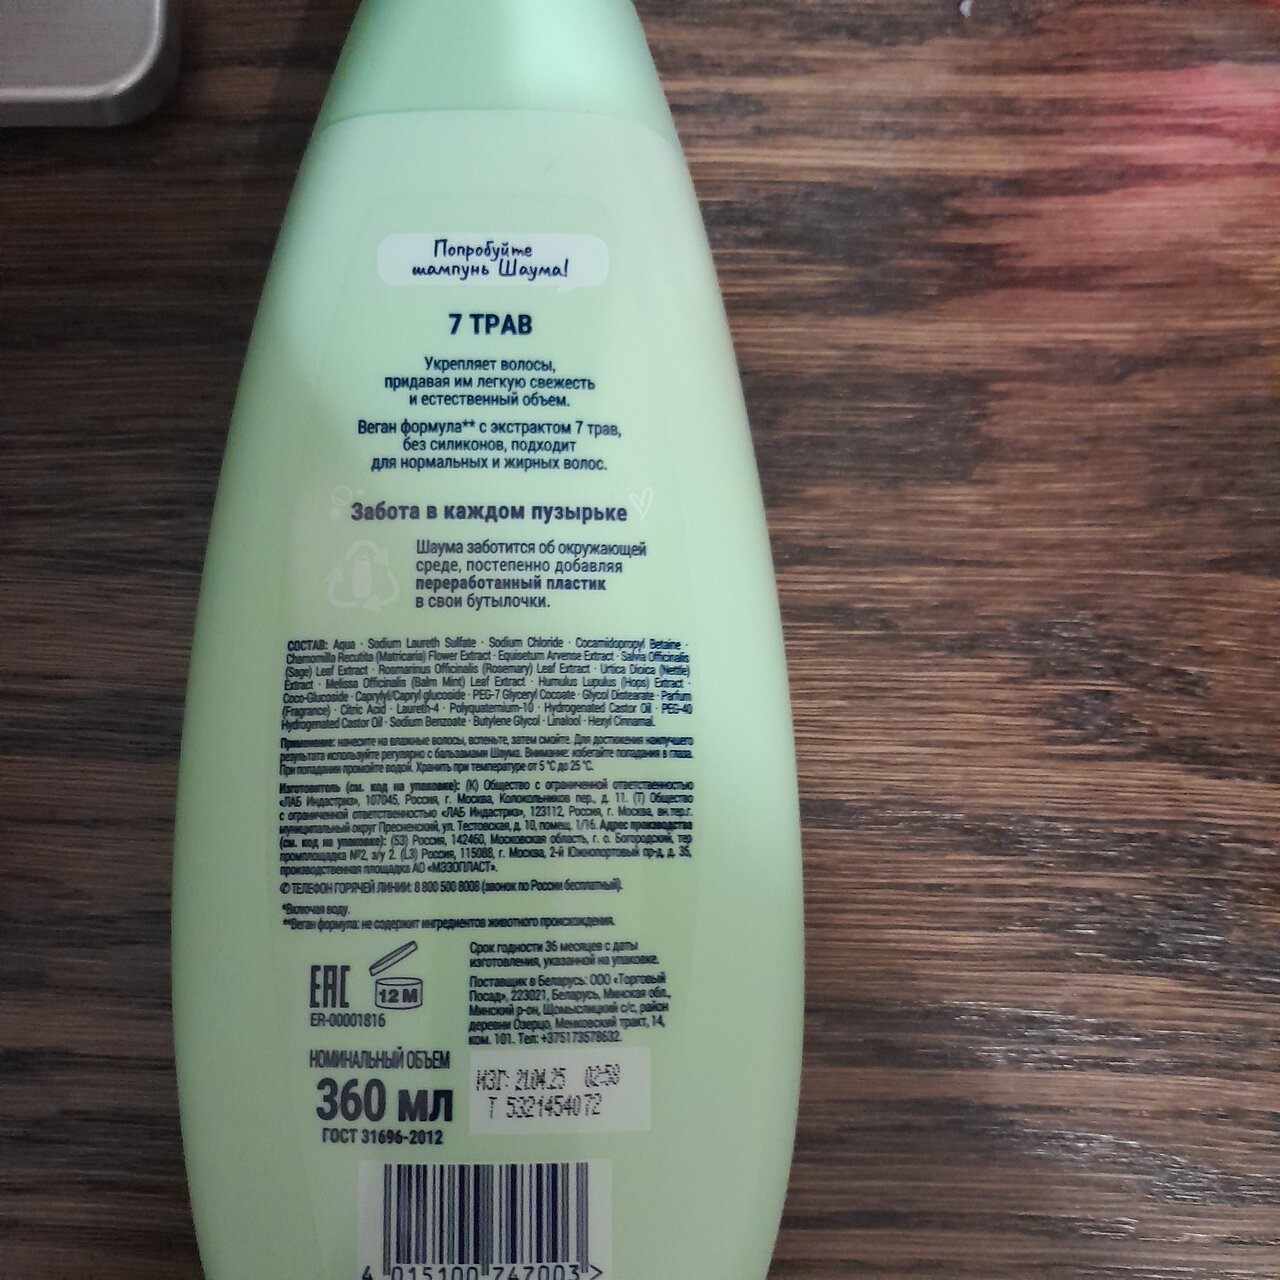 Попробуйте
шампунь Шаума!
7 ТРАВ
Укрепляет волосы,
придавая им легкую свежесть
и естественный объем.
Веган формула** с экстрактом 7 трав,
без силиконов, подходит
для нормальных и жирных волос.
Забота в каждом пузырьке
Шаума заботится об окружающей
среде, постепенно добавляя
переработанный пластик
в свои бутылочки.
СОСТАВ: Aqua · Sodium Laureth Sulfate · Sodium Chloride · Cocamidopropyl Betaine ·
Chamomilla Recutita (Matricaria) Flower Extract · Equisetum Arvense Extract · Salvia Officinalis
(Sage) Leaf Extract · Rosmarinus Officinalis (Rosemary) Leaf Extract · Urtica Dioica (Nettle)
Extract · Melissa Officinalis (Balm Mint) Leaf Extract · Humulus Lupulus (Hops) Extract ·
Coco-Glucoside · Caprylyl/Capryl glucoside · PEG-7 Glyceryl Cocoate · Glycol Distearate · Parfum
(Fragrance) · Citric Acid · Laureth-4 · Polyquaternium-10 · Hydrogenated Castor Oil · PEG-40
Hydrogenated Castor Oil · Sodium Benzoate · Butylene Glycol · Linalool · Hexyl Cinnamal.
Применение: нанесите на влажные волосы, вспеньте, затем смойте. Для достижения наилучшего
результата используйте регулярно с бальзамами Шаума. Внимание: избегайте попадания в глаза.
При попадании промойте водой. Хранить при температуре от 5 °C до 25 °C.
Изготовитель (см. код на упаковке): (К) Общество с ограниченной ответственностью
«ЛАБ Индастриз», 107045, Россия, г. Москва, Колокольников пер., д. 11. (Т) Общество
с ограниченной ответственностью «ЛАБ Индастриз», 123112, Россия, г. Москва, вн.тер.г.
муниципальный округ Пресненский, ул. Тестовская, д. 10, помещ. 1/16. Адрес производства
(см. код на упаковке): (53) Россия, 142460, Московская область, г. о. Богородский, тер
промплощадка №2, з/у 2. (L3) Россия, 115088, г. Москва, 2-й Южнопортовый пр-д, д. 35,
производственная площадка АО «МЗЗОПЛАСТ».
✆ ТЕЛЕФОН ГОРЯЧЕЙ ЛИНИИ: 8 800 500 8008 (звонок по России бесплатный).
*Включая воду.
**Веган формула: не содержит ингредиентов животного происхождения.
EAC
12 M
ER-00001816
Срок годности 36 месяцев с даты
изготовления, указанной на упаковке.
Поставщик в Беларусь: ООО «Торговый
Посад», 223021, Беларусь, Минская обл.,
Минский р-он, Щомыслицкий с/с, район
деревни Озерцо, Менковский тракт, 14,
ком. 101. Тел: +375173578632.
НОМИНАЛЬНЫЙ ОБЪЕМ
360 мл
ГОСТ 31696-2012
ИЗГ: 21.04.25 02:58
T 5321454072
4 015100 747003 >